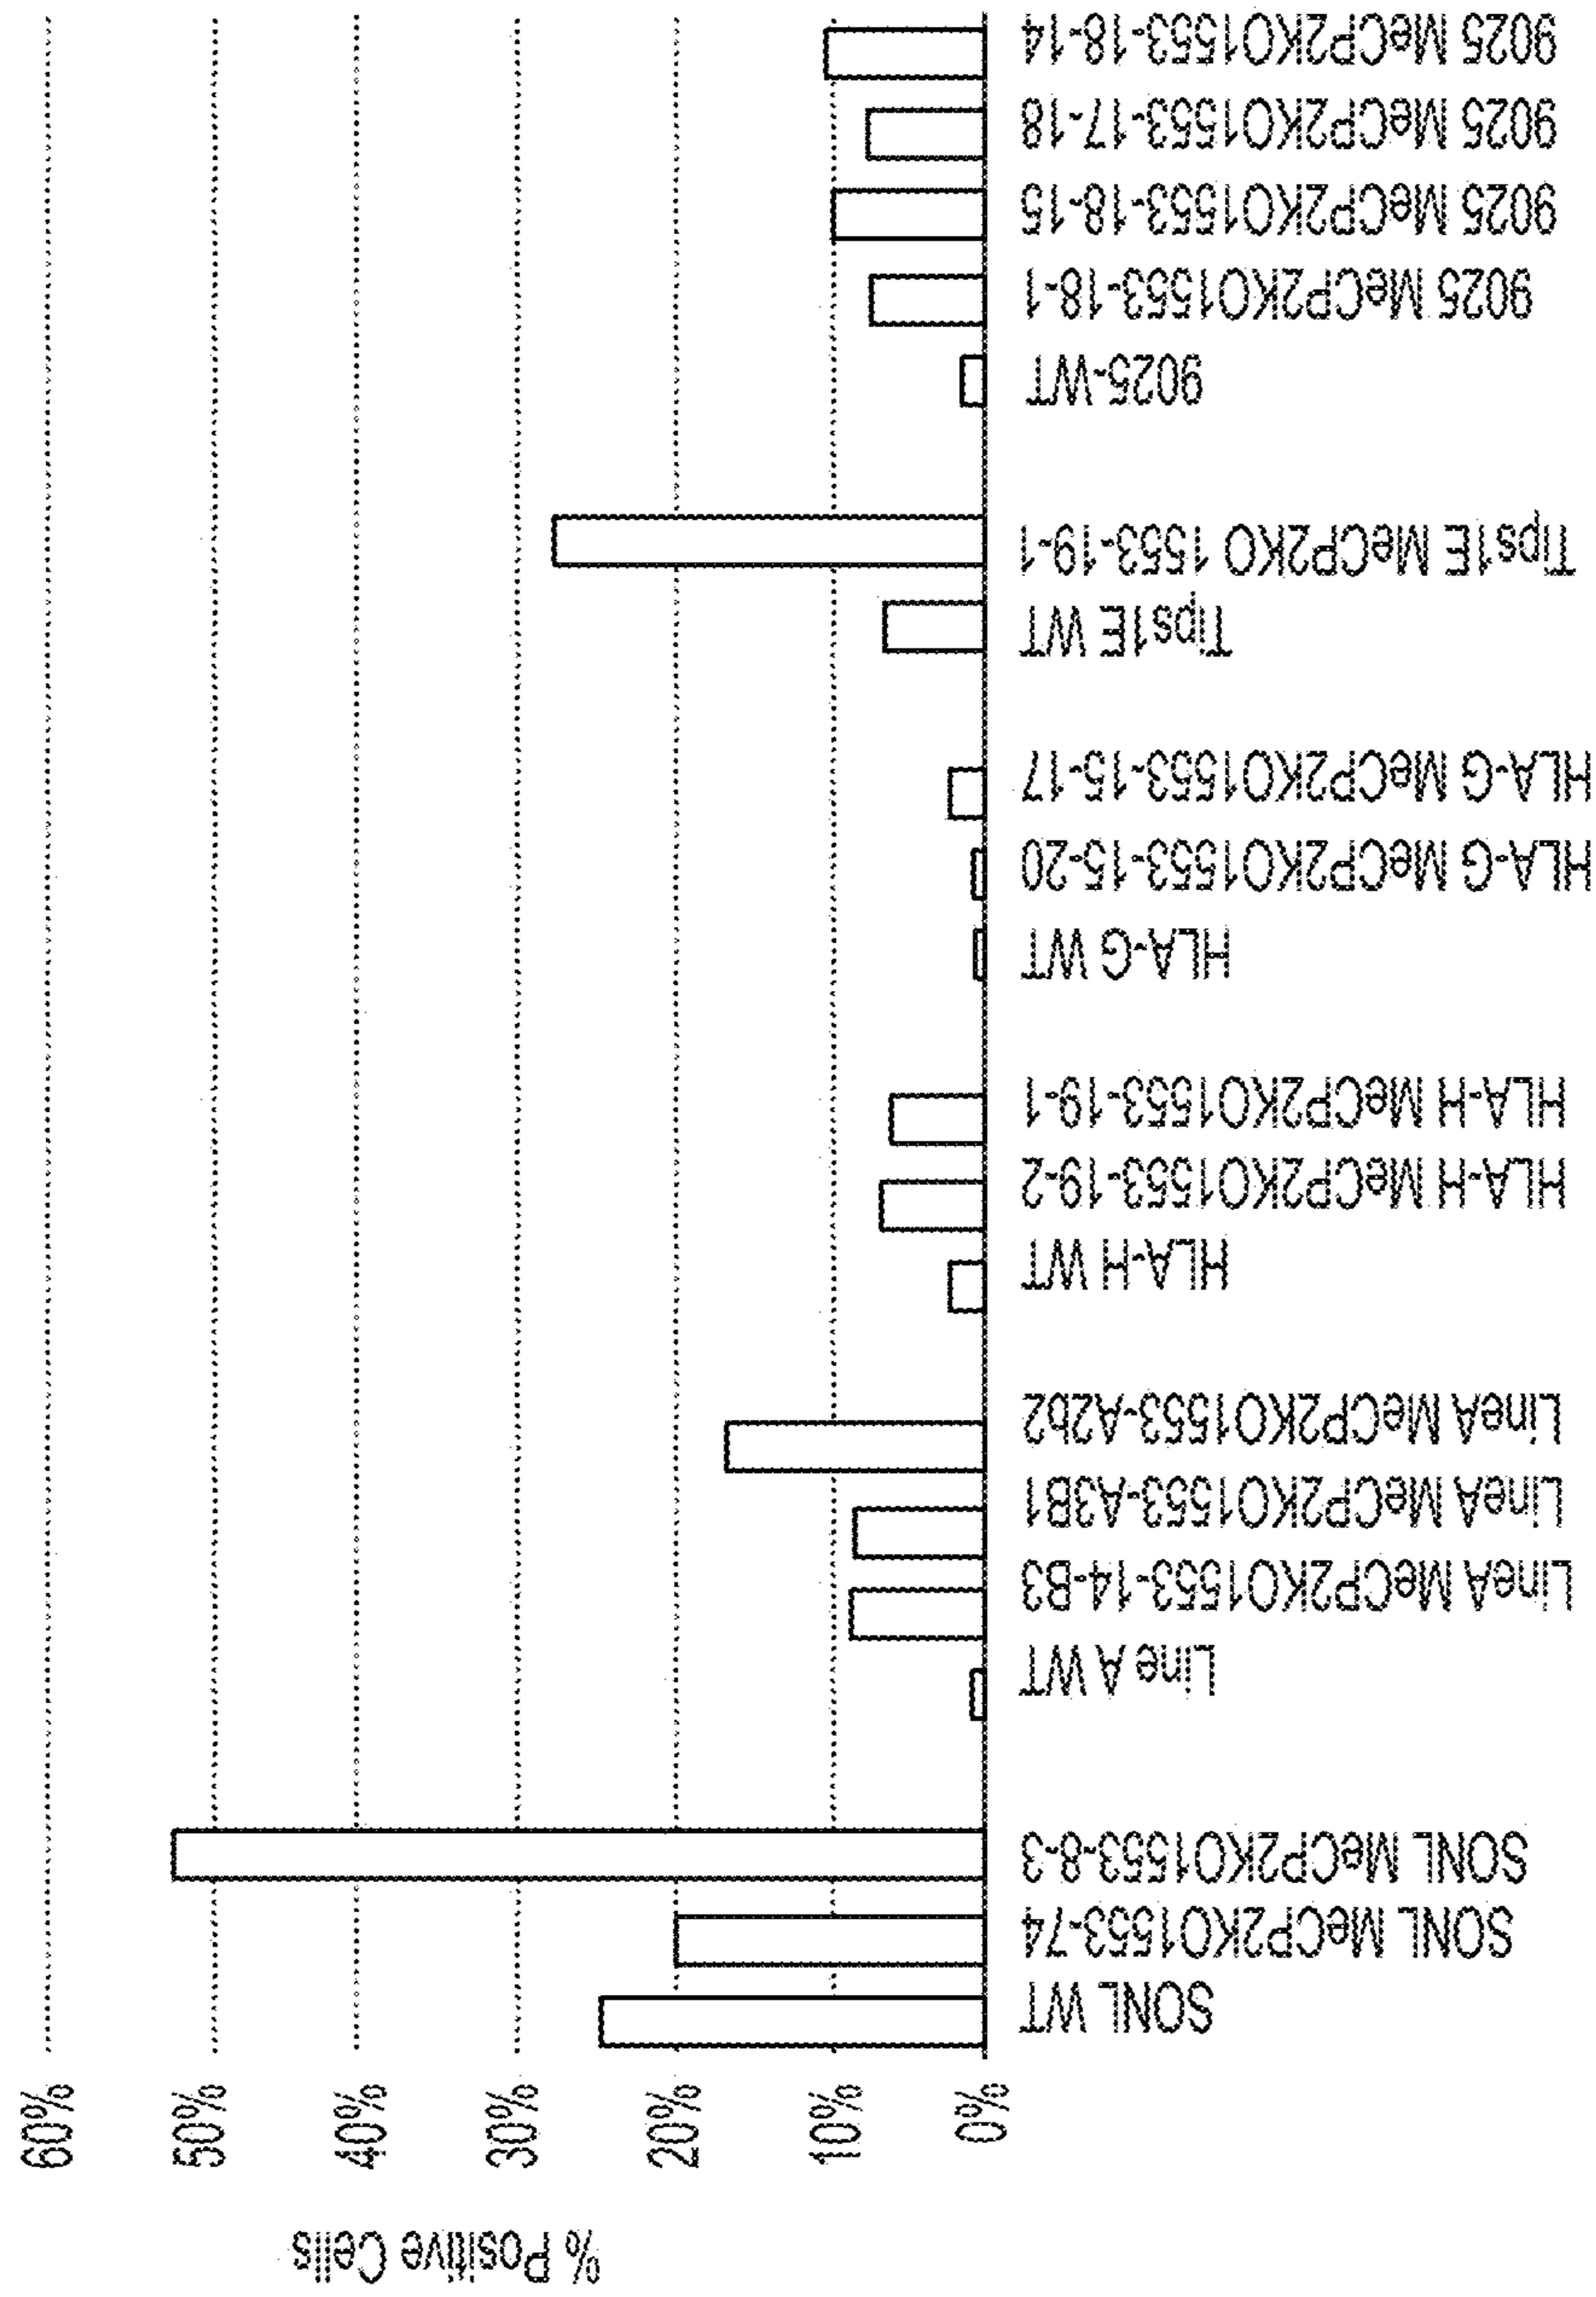 % Positive Cells
60%
50%
40%
30%
20%
10%
0%
SONL WT
SONL MeCP2KO1553-74
SONL MeCP2KO1553-8-3
Line A WT
LineA MeCP2KO1553-14-B3
LineA MeCP2KO1553-A3B1
LineA MeCP2KO1553-A2b2
HLA-H WT
HLA-H MeCP2KO1553-19-2
HLA-H MeCP2KO1553-19-1
HLA-G WT
HLA-G MeCP2KO1553-15-20
HLA-G MeCP2KO1553-15-17
Tips1E WT
Tips1E MeCP2KO 1553-19-1
9025-WT
9025 MeCP2KO1553-18-1
9025 MeCP2KO1553-18-15
9025 MeCP2KO1553-17-18
9025 MeCP2KO1553-18-14